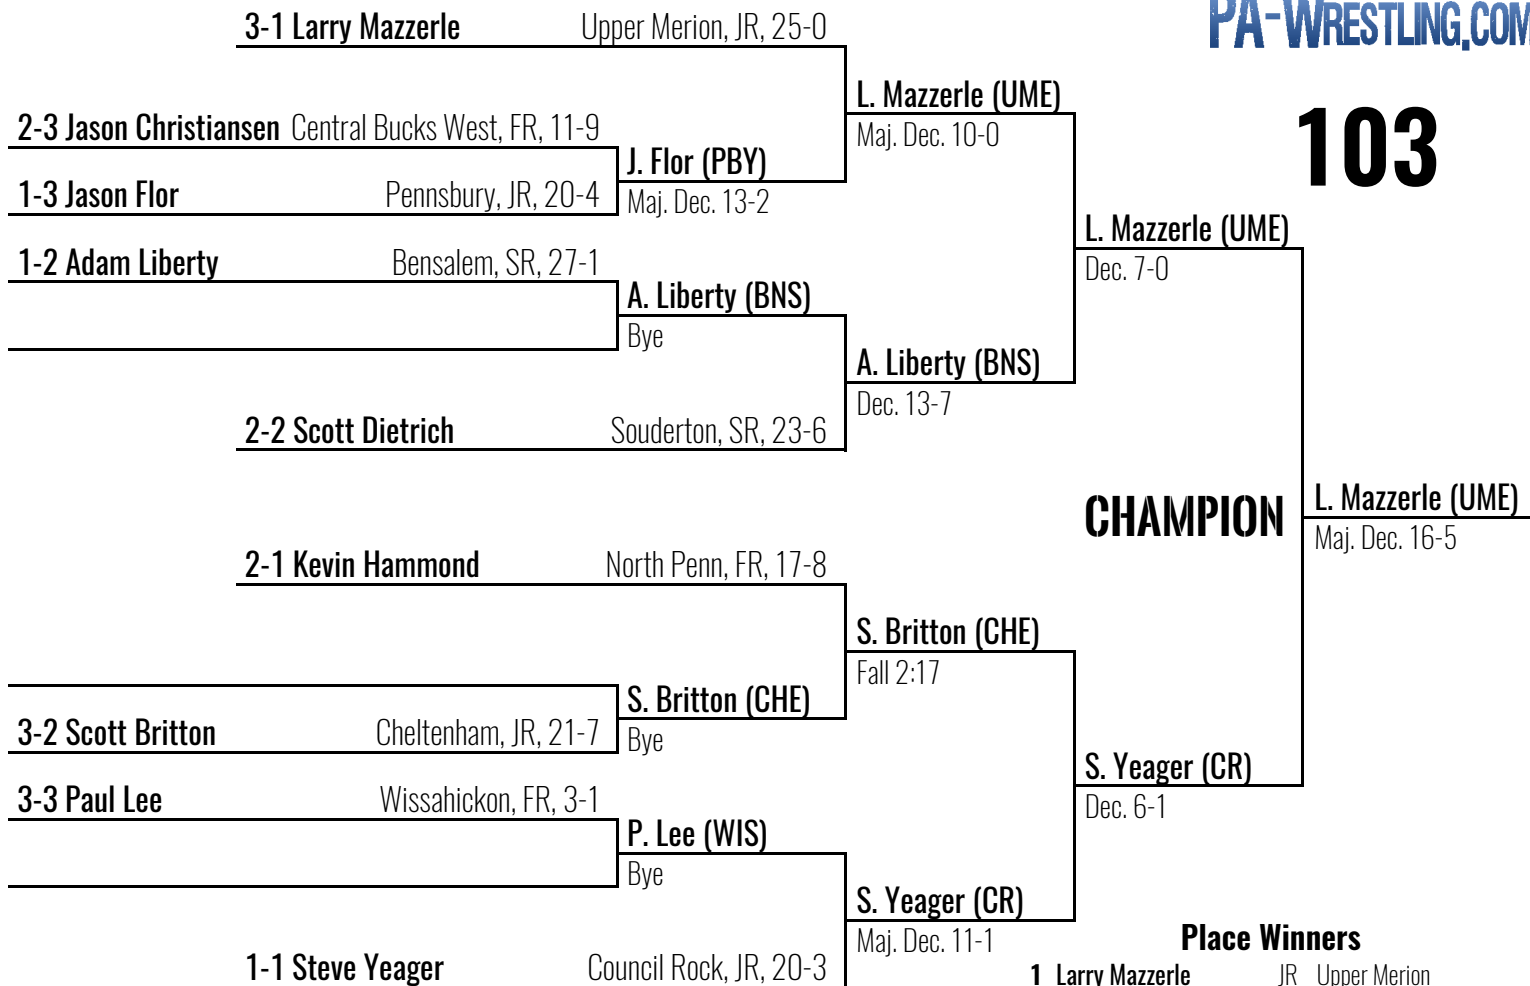 PA-WRESTLING.COM
103
3-1 Larry Mazzerle Upper Merion, JR, 25-0
L. Mazzerle (UME)
Maj. Dec. 10-0
2-3 Jason Christiansen Central Bucks West, FR, 11-9
J. Flor (PBY)
Maj. Dec. 13-2
1-3 Jason Flor Pennsbury, JR, 20-4
L. Mazzerle (UME)
Dec. 7-0
1-2 Adam Liberty Bensalem, SR, 27-1
A. Liberty (BNS)
Bye
A. Liberty (BNS)
Dec. 13-7
2-2 Scott Dietrich Souderton, SR, 23-6
CHAMPION
L. Mazzerle (UME)
Maj. Dec. 16-5
2-1 Kevin Hammond North Penn, FR, 17-8
S. Britton (CHE)
Fall 2:17
S. Britton (CHE)
Bye
3-2 Scott Britton Cheltenham, JR, 21-7
S. Yeager (CR)
Dec. 6-1
3-3 Paul Lee Wissahickon, FR, 3-1
P. Lee (WIS)
Bye
S. Yeager (CR)
Maj. Dec. 11-1
1-1 Steve Yeager Council Rock, JR, 20-3
Place Winners
1 Larry Mazzerle JR Upper Merion